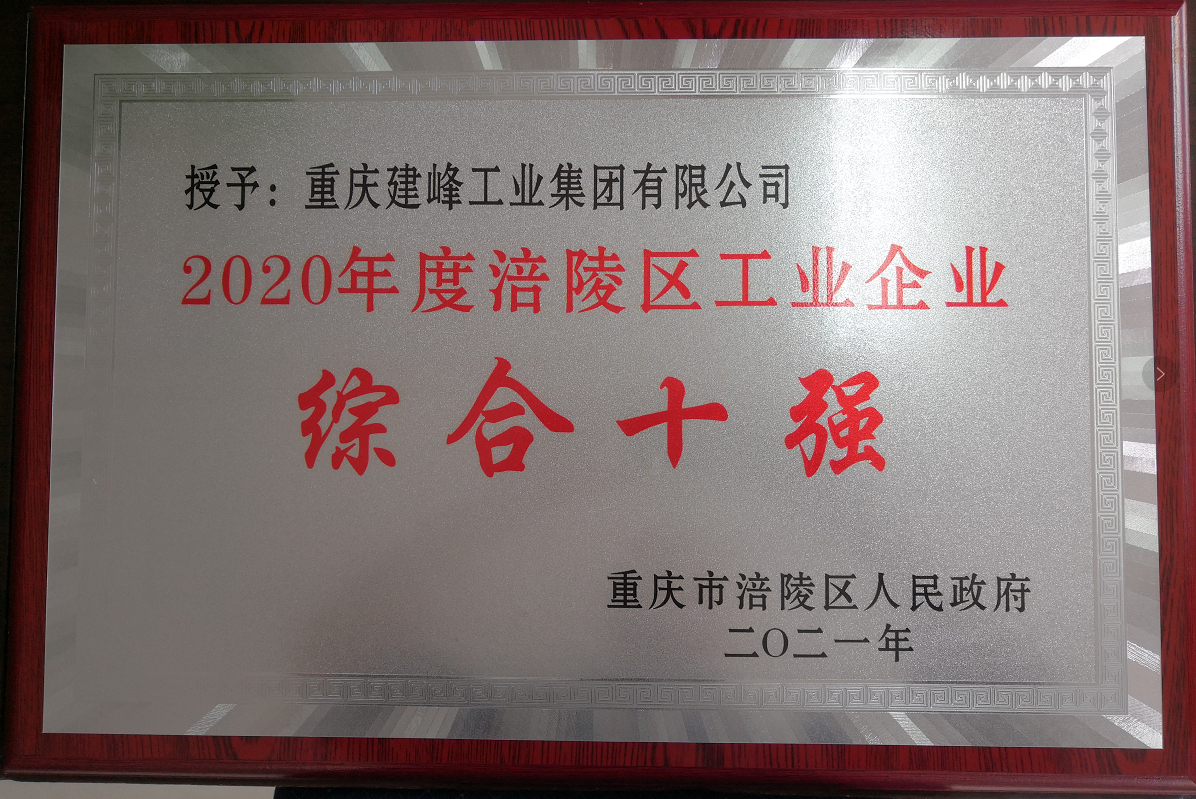 授予：重庆建峰工业集团有限公司
2020年度涪陵区工业企业
综合十强
重庆市涪陵区人民政府
二〇二一年